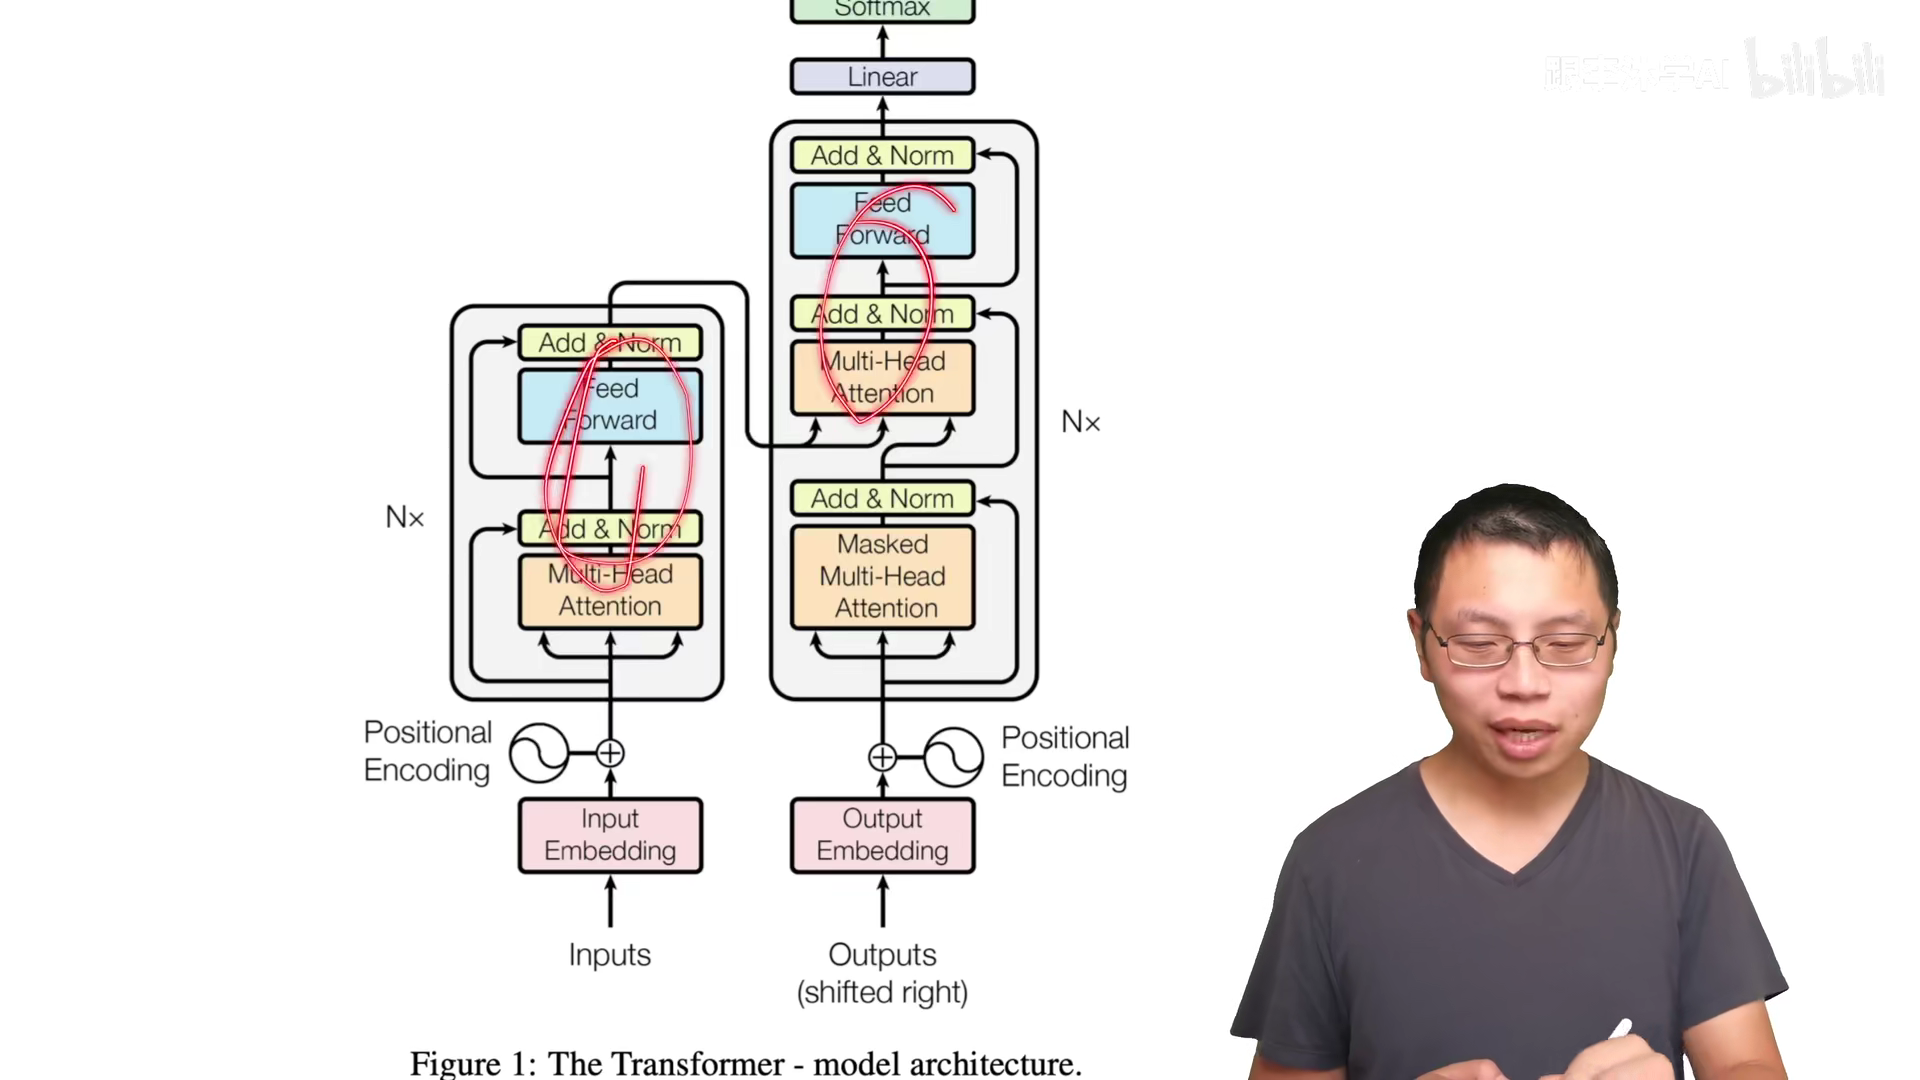 Softmax
Linear
Add & Norm
Feed
Forward
Add & Norm
Multi-Head
Attention
Nx
Add & Norm
Masked
Multi-Head
Attention
Add & Norm
Feed
Forward
Nx
Add & Norm
Multi-Head
Attention
Positional
Encoding
Positional
Encoding
Input
Embedding
Output
Embedding
Inputs
Outputs
(shifted right)
Figure 1: The Transformer - model architecture.
bilibili